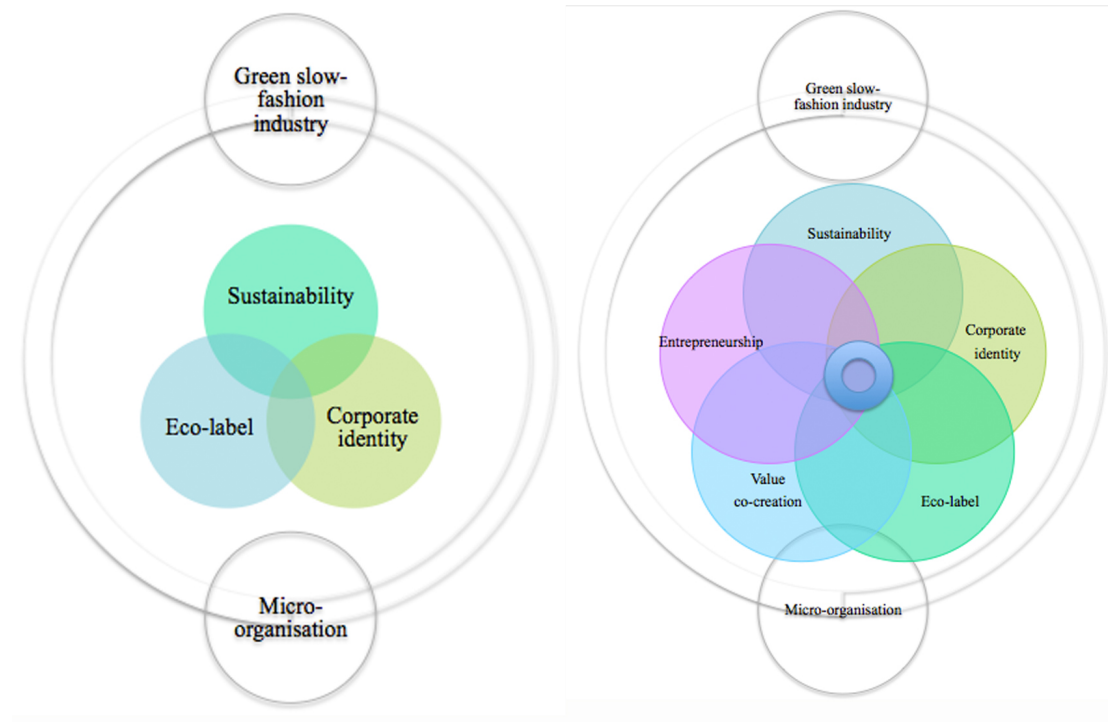 Green slow-
fashion
industry
Sustainability
Eco-label
Corporate
identity
Micro-
organisation
Green slow-
fashion industry
Sustainability
Entrepreneurship
Corporate
identity
Value
co-creation
Eco-label
Micro-organisation